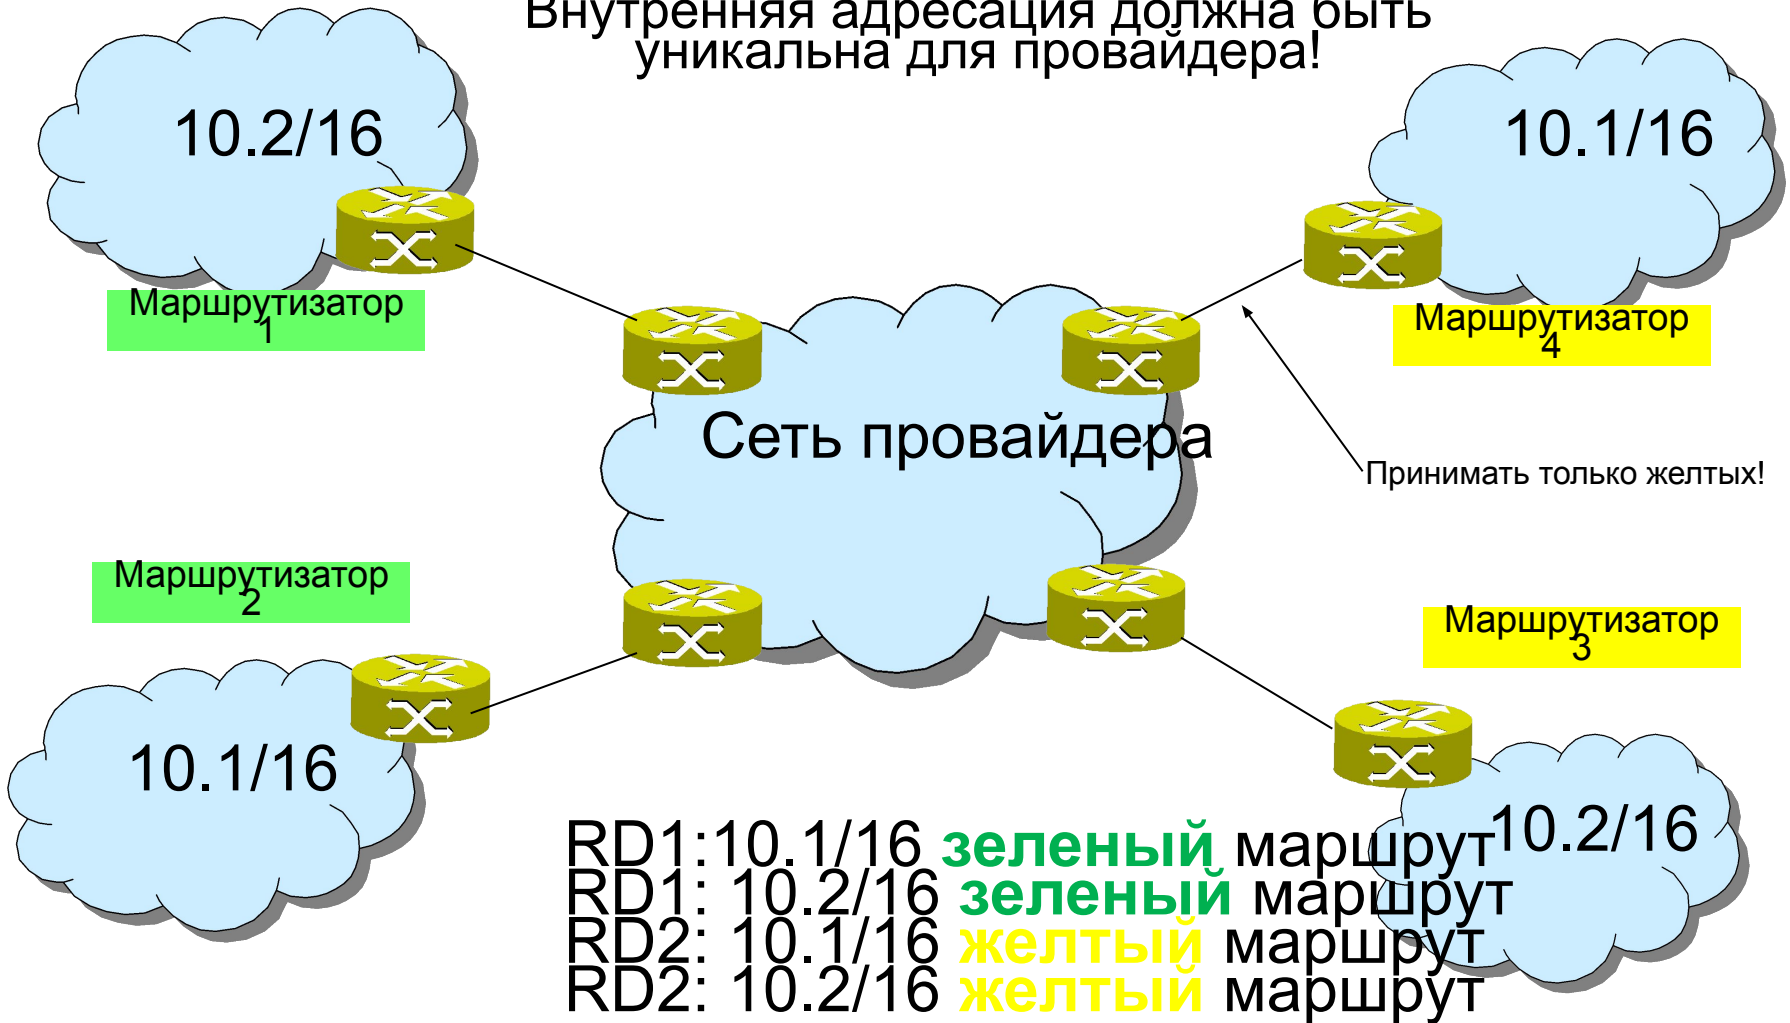 Внутренняя адресация должна быть
уникальна для провайдера!
10.2/16
10.1/16
Маршрутизатор
1
Маршрутизатор
4
Сеть провайдера
Принимать только желтых!
Маршрутизатор
2
Маршрутизатор
3
10.1/16
10.2/16
RD1:10.1/16 зеленый маршрут
RD1: 10.2/16 зеленый маршрут
RD2: 10.1/16 желтый маршрут
RD2: 10.2/16 желтый маршрут